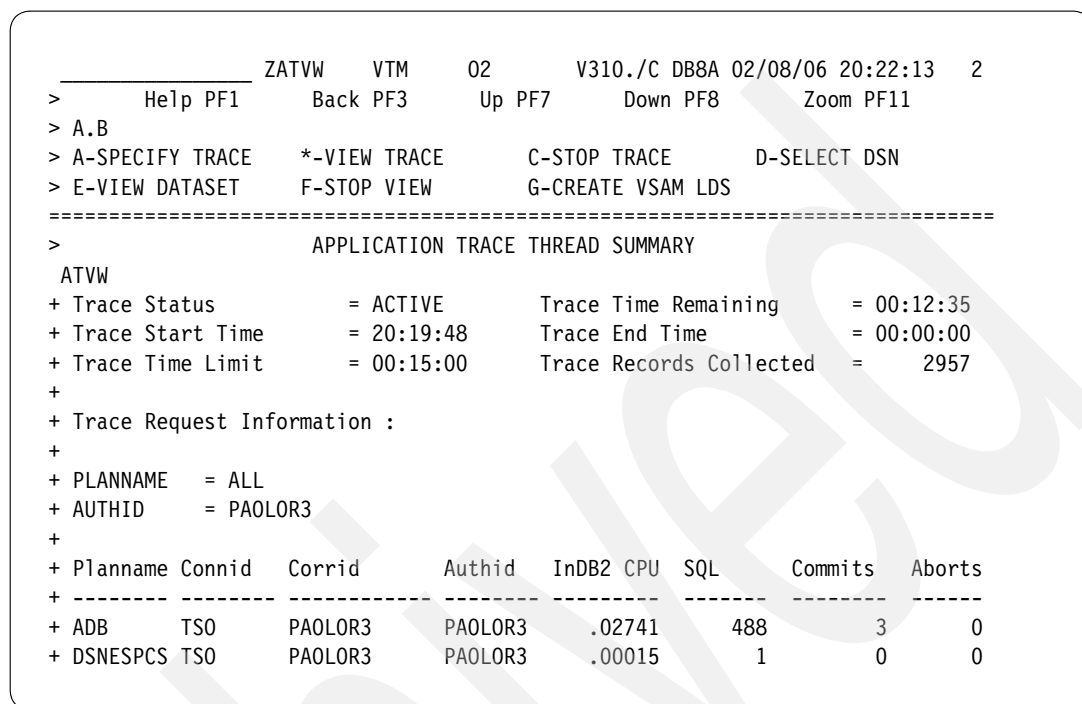 _______________ ZATVW VTM O2 V310./C DB8A 02/08/06 20:22:13 2
> Help PF1 Back PF3 Up PF7 Down PF8 Zoom PF11
> A.B
> A-SPECIFY TRACE *-VIEW TRACE C-STOP TRACE D-SELECT DSN
> E-VIEW DATASET F-STOP VIEW G-CREATE VSAM LDS
===============================================================================
> APPLICATION TRACE THREAD SUMMARY
ATVW
+ Trace Status = ACTIVE Trace Time Remaining = 00:12:35
+ Trace Start Time = 20:19:48 Trace End Time = 00:00:00
+ Trace Time Limit = 00:15:00 Trace Records Collected = 2957
+
+ Trace Request Information :
+
+ PLANNAME = ALL
+ AUTHID = PAOLOR3
+
+ Planname Connid Corrid Authid InDB2 CPU SQL Commits Aborts
+ -------- -------- ------------ -------- --------- ------- -------- ------
+ ADB TSO PAOLOR3 PAOLOR3 .02741 488 3 0
+ DSNESPCS TSO PAOLOR3 PAOLOR3 .00015 1 0 0